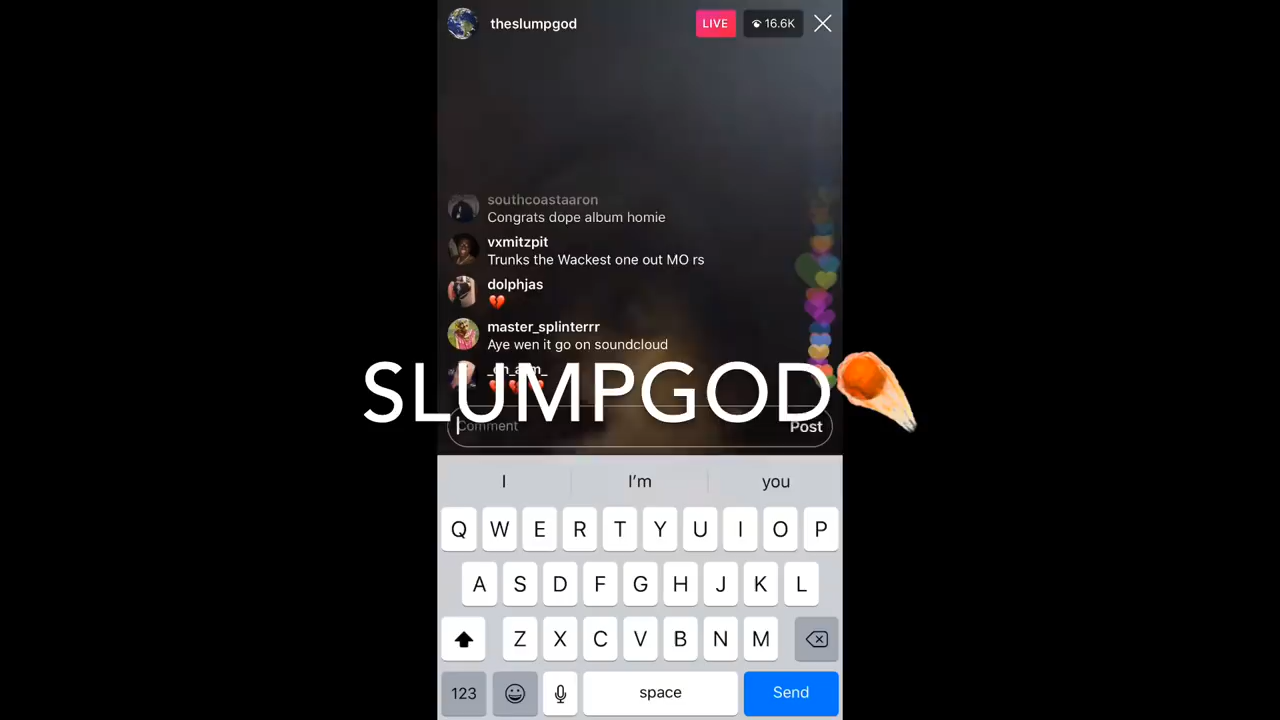 theslumpgod
LIVE
16.6K
southcoastaaron
Congrats dope album homie
vxmitzpit
Trunks the Wackest one out MO rs
dolphjas
master_splinterrr
Aye wen it go on soundcloud
SLUMPGOD
Comment
Post
I
I'm
you
Q W E R T Y U I O P
A S D F G H J K L
Z X C V B N M
123
space
Send